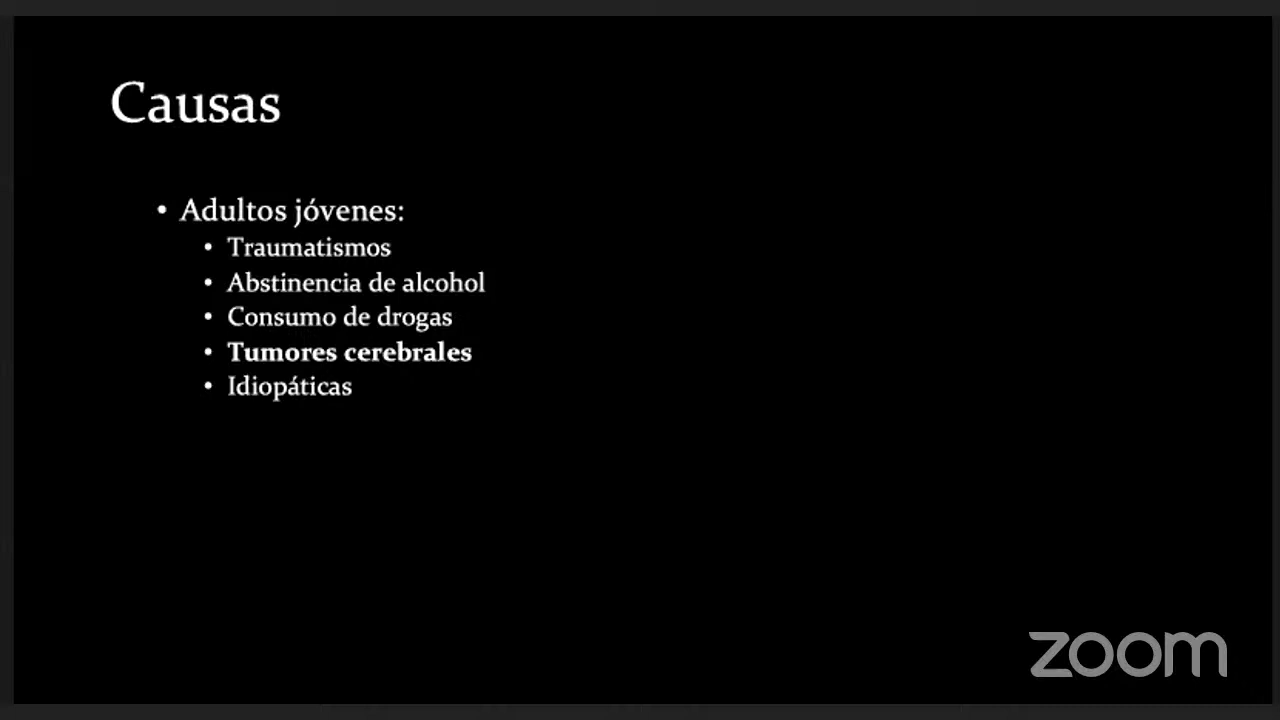 Causas
• Adultos jóvenes:
• Traumatismos
• Abstinencia de alcohol
• Consumo de drogas
• Tumores cerebrales
• Idiopáticas
zoom